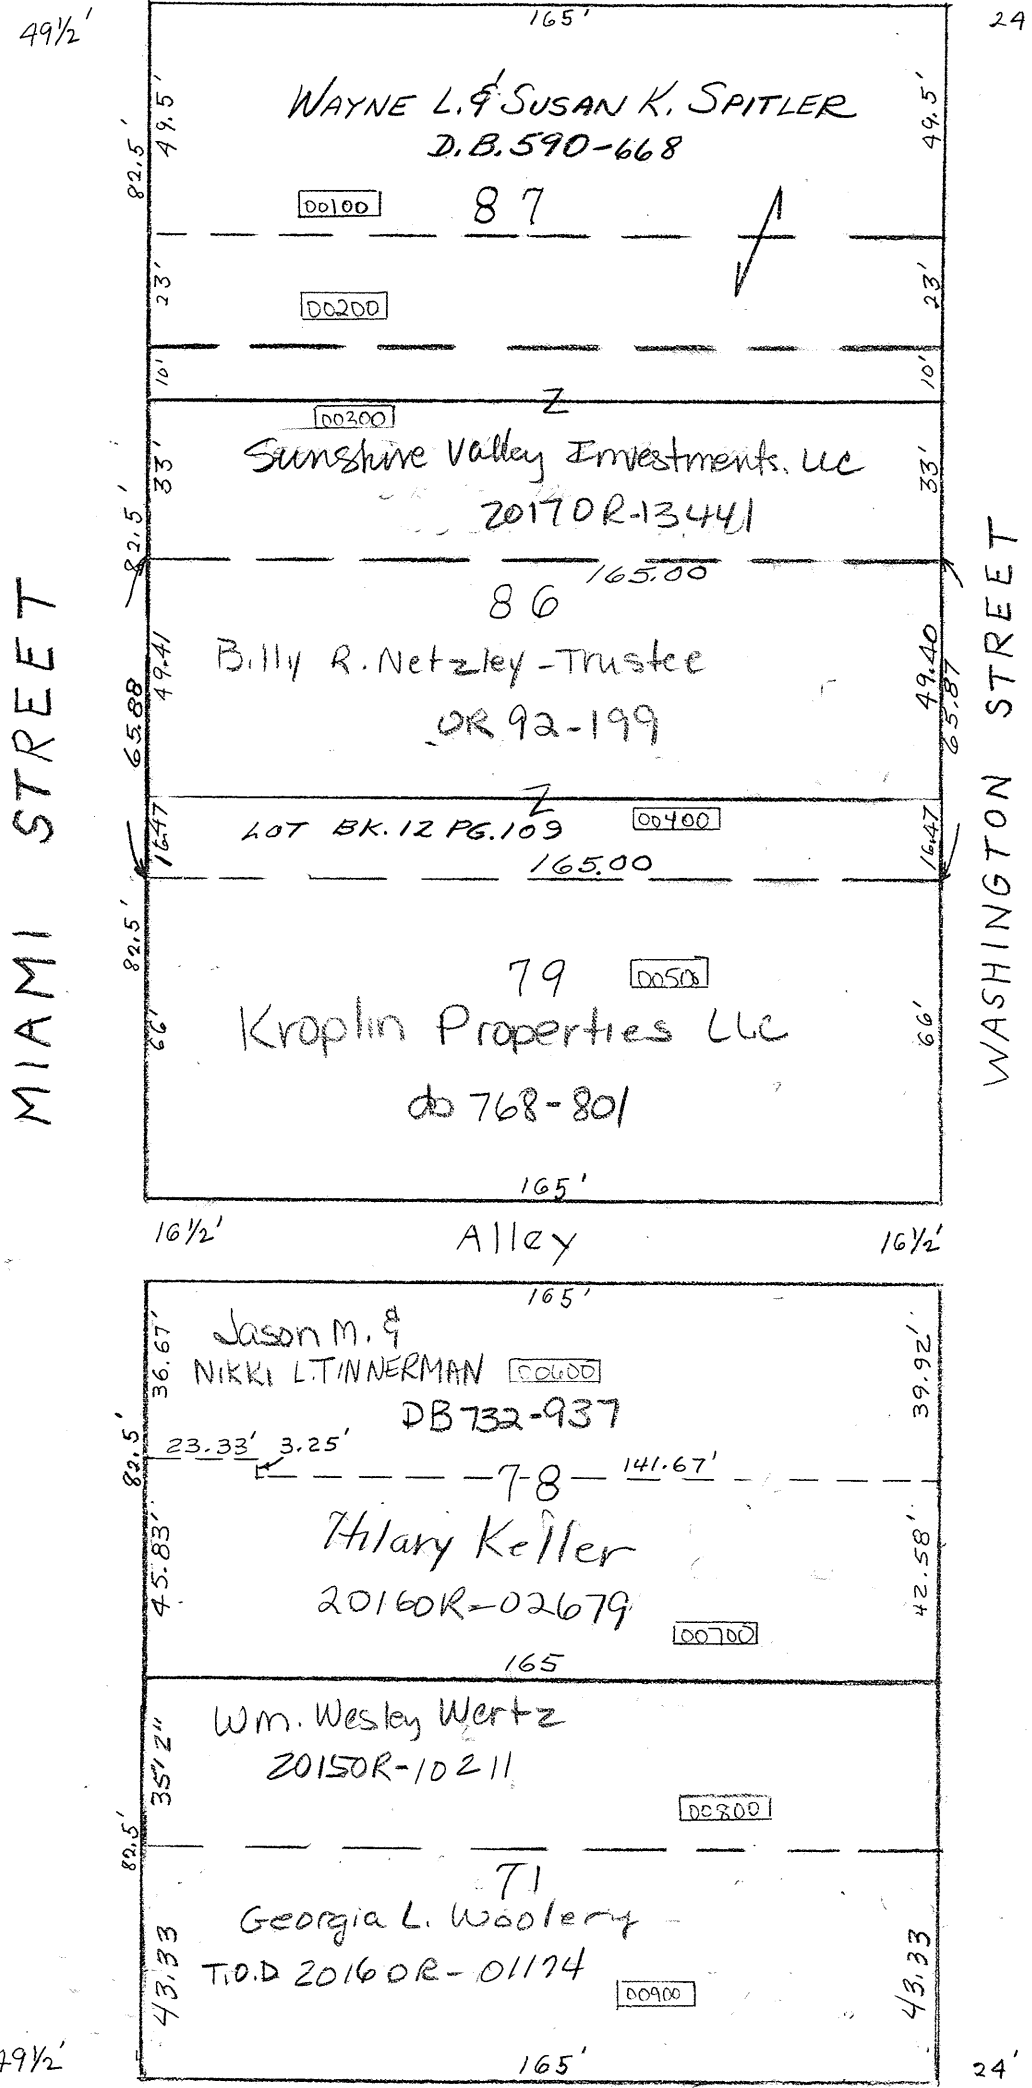 49½'
165'
24
82.5'
49.5'
WAYNE L. & SUSAN K. SPITLER
D.B. 590-668
49.5'
00100
87
23'
00200
23'
10'
10'
Z
00300
33'
Sunshine Valley Investments, LLC
2017OR-13441
33'
82.5'
165.00
86
MIAMI STREET
WASHINGTON STREET
65.88
49.41
Billy R. Netzley - Trustee
OR 92-199
49.40
65.87
Z
16.47
LOT BK. 12 PG. 109
00400
16.47
165.00
82.5'
79
00500
66'
Kroplin Properties LLC
66'
db 768-801
165'
16½'
Alley
16½'
165'
36.67'
Jason M. &
NIKKI L. TINNERMAN
00600
39.92'
DB 732-937
82.5'
23.33'
3.25'
78
141.67'
45.83'
Hilary Keller
42.58'
2016OR-02679
00700
165
Wm. Wesley Wertz
35'12"
2015OR-10211
00800
82.5'
71
Georgia L. Woolery
43.33
T.O.D 2016OR-01174
43.33
00900
49½'
165'
24'